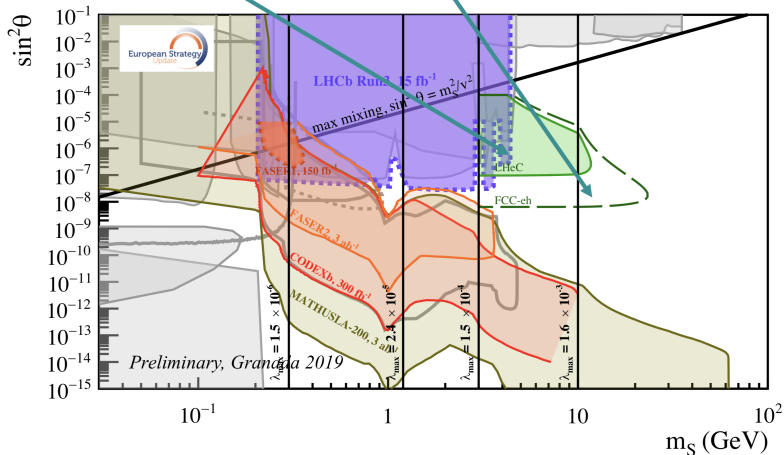 sin²θ
10⁻¹
10⁻²
10⁻³
10⁻⁴
10⁻⁵
10⁻⁶
10⁻⁷
10⁻⁸
10⁻⁹
10⁻¹⁰
10⁻¹¹
10⁻¹²
10⁻¹³
10⁻¹⁴
10⁻¹⁵
European Strategy
Update
LHCb Run3, 15 fb⁻¹
max mixing, sin² θ = m_S²/v²
FASER1, 150 fb⁻¹
LHeC
FCC-eh
FASER2, 3 ab⁻¹
CODEXb, 300 fb⁻¹
MATHUSLA-200, 3 ab⁻¹
λ_max = 1.5 × 10⁻⁶
λ_max = 2.4 × 10⁻⁵
λ_max = 1.5 × 10⁻⁴
λ_max = 1.6 × 10⁻³
Preliminary, Granada 2019
10⁻¹ 1 10 10²
m_S (GeV)